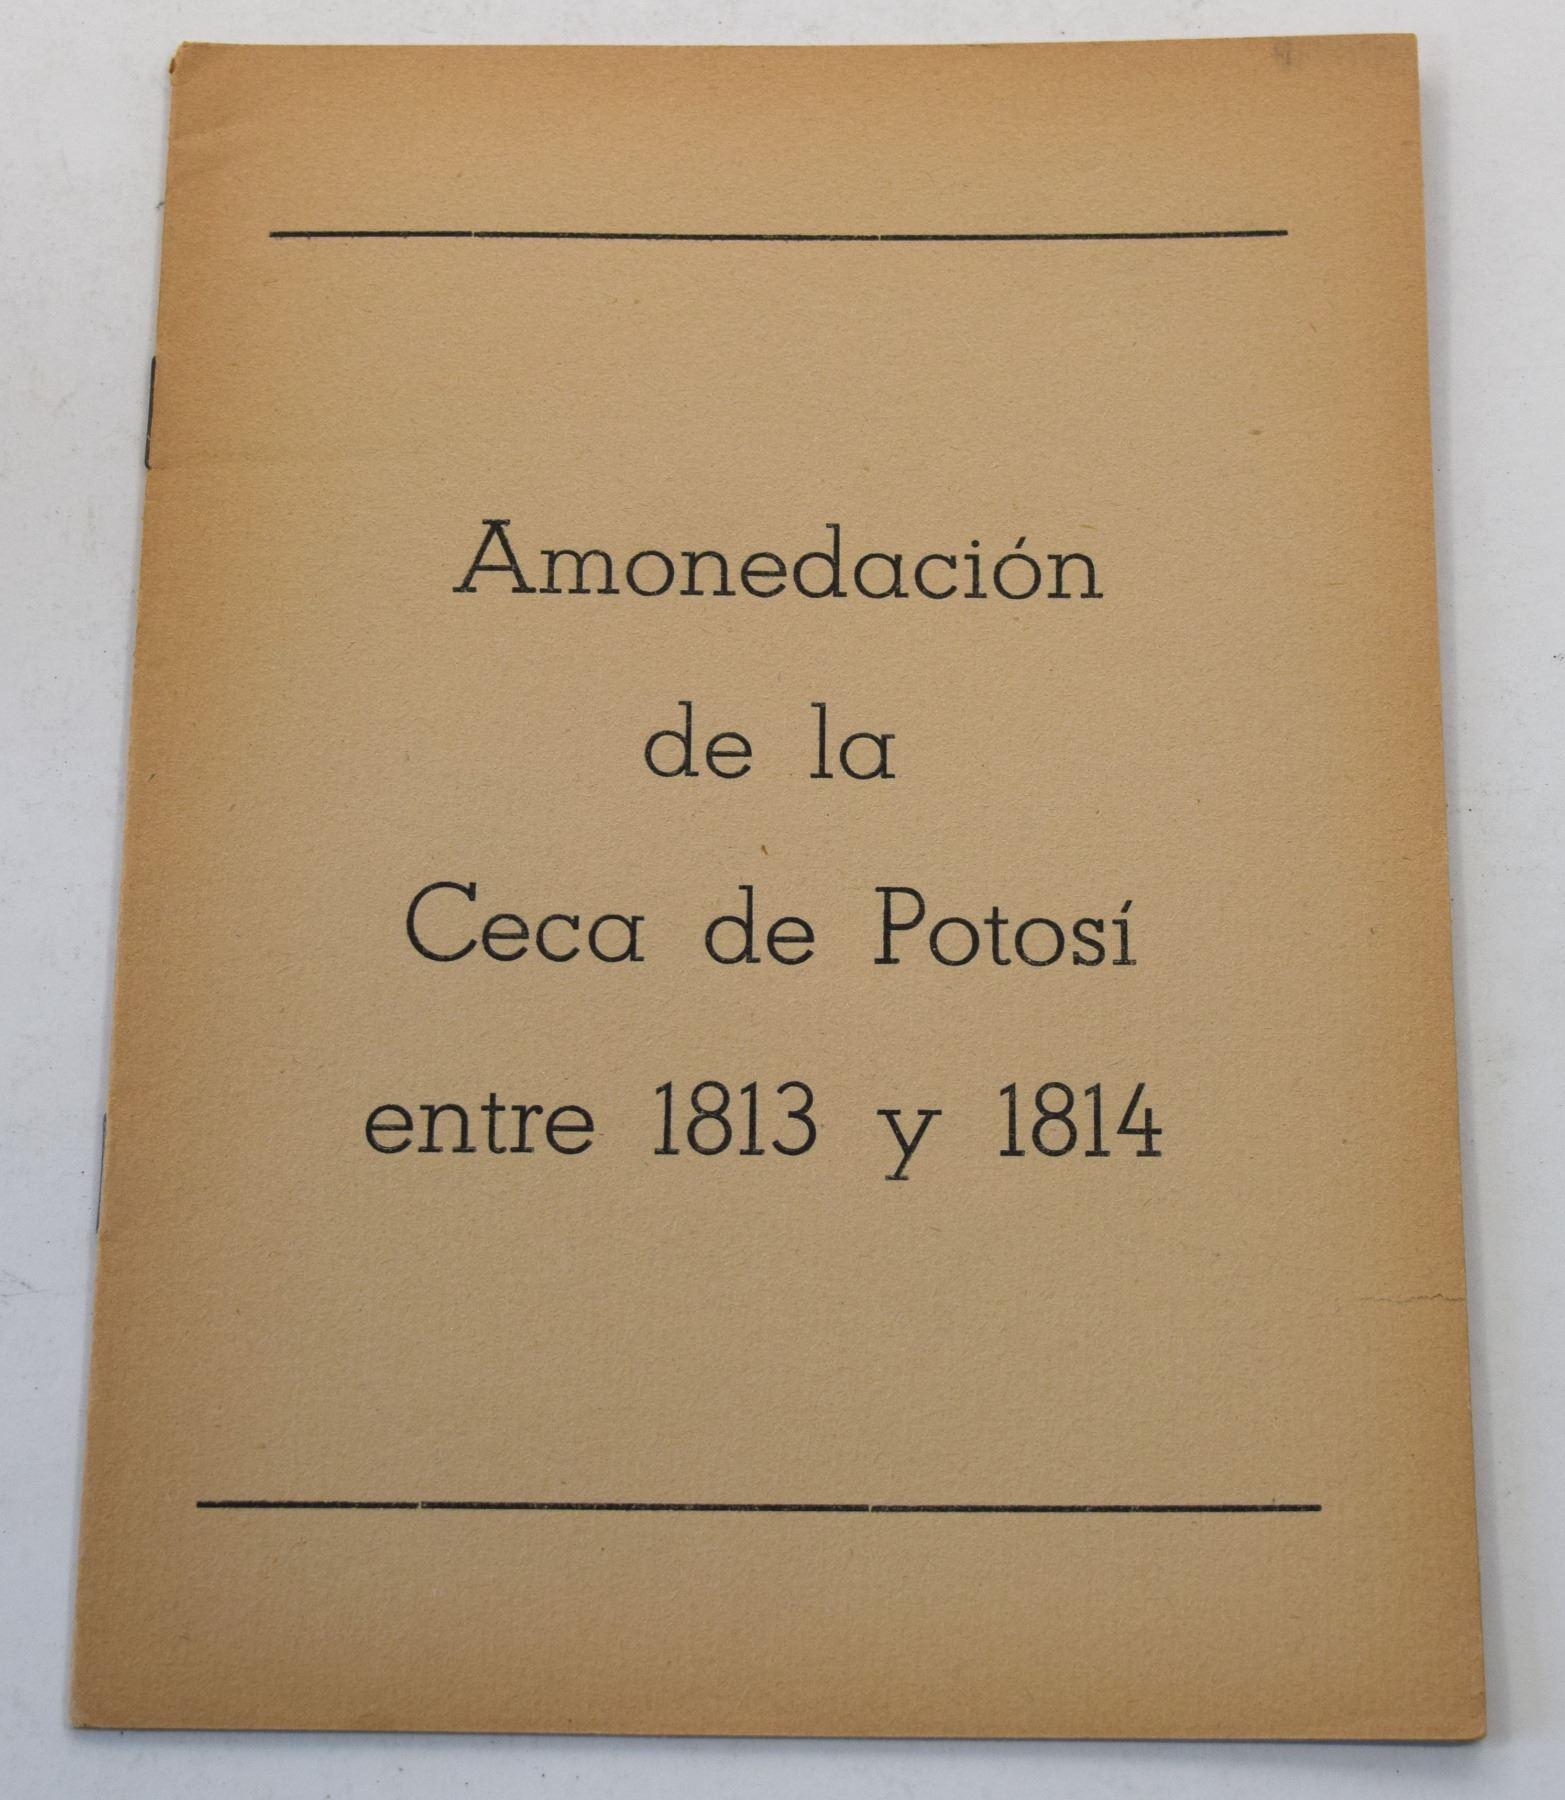 Amonedación
de la
Ceca de Potosí
entre 1813 y 1814